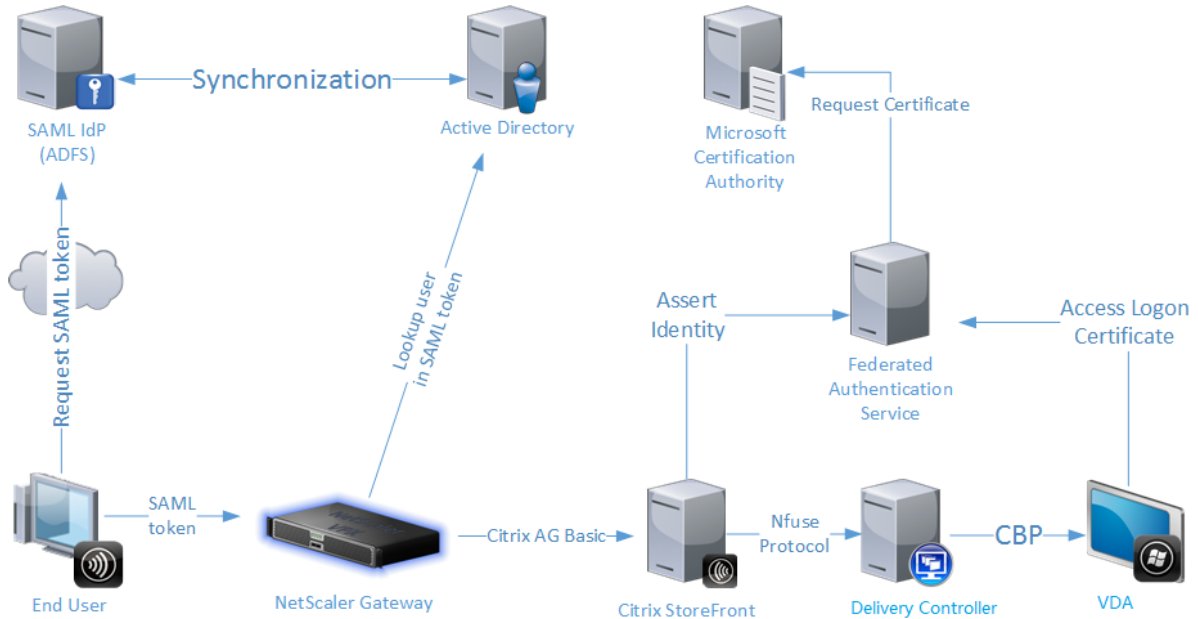 Synchronization
SAML IdP
(ADFS)
Active Directory
Microsoft
Certification
Authority
Request Certificate
Request SAML token
Lookup user
in SAML token
Assert
Identity
Federated
Authentication
Service
Access Logon
Certificate
SAML
token
End User
NetScaler
VPX
NetScaler Gateway
Citrix AG Basic
Citrix StoreFront
Nfuse
Protocol
Delivery Controller
CBP
VDA